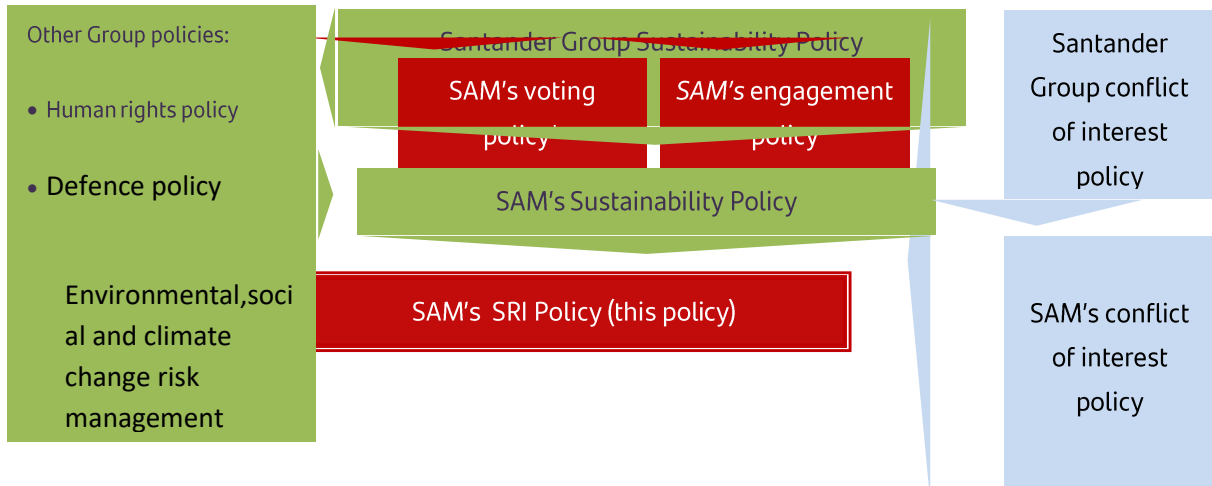 Other Group policies:
• Human rights policy
• Defence policy
Environmental,soci
al and climate
change risk
management
Santander Group Sustainability Policy
SAM's voting
policy
SAM's engagement
policy
SAM's Sustainability Policy
SAM's SRI Policy (this policy)
Santander
Group conflict
of interest
policy
SAM's conflict
of interest
policy